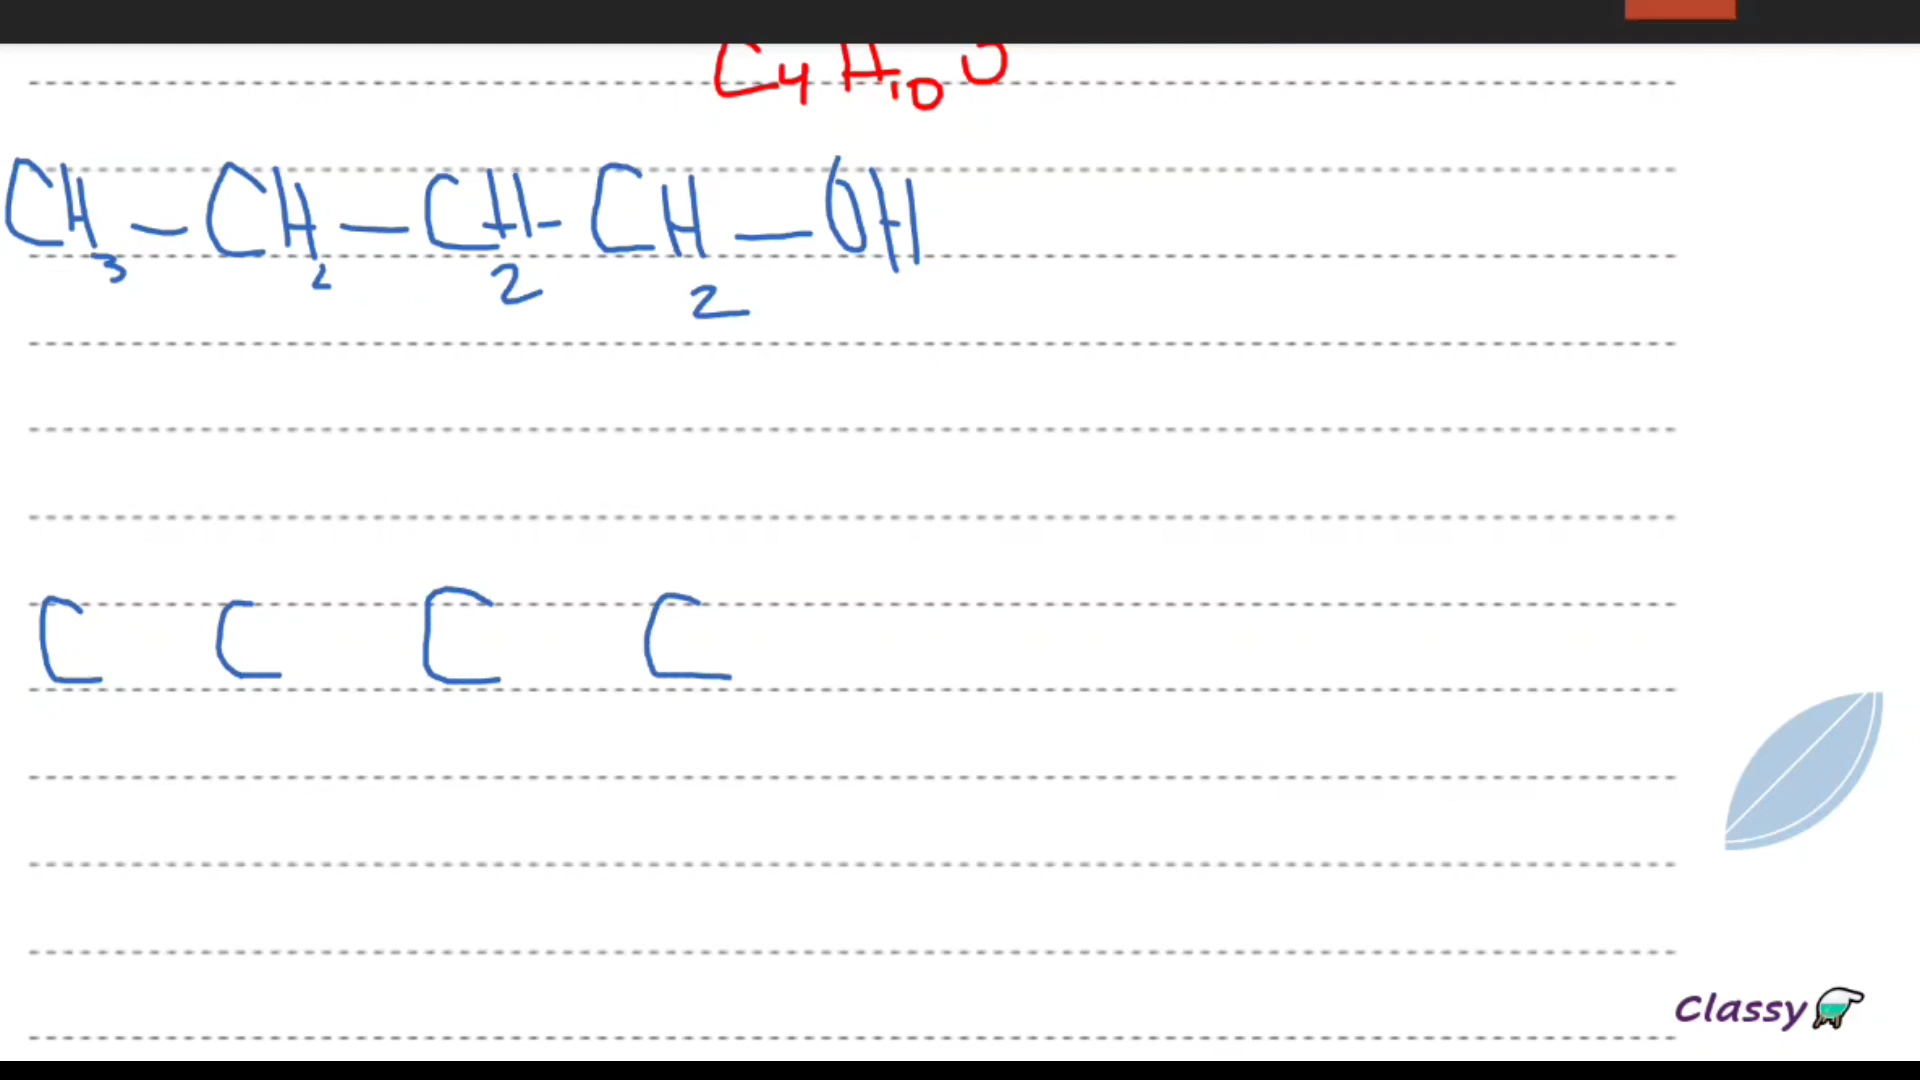 C₄H₁₀O
CH₃—CH₂—CH₂-CH₂—OH
C C C C
Classy